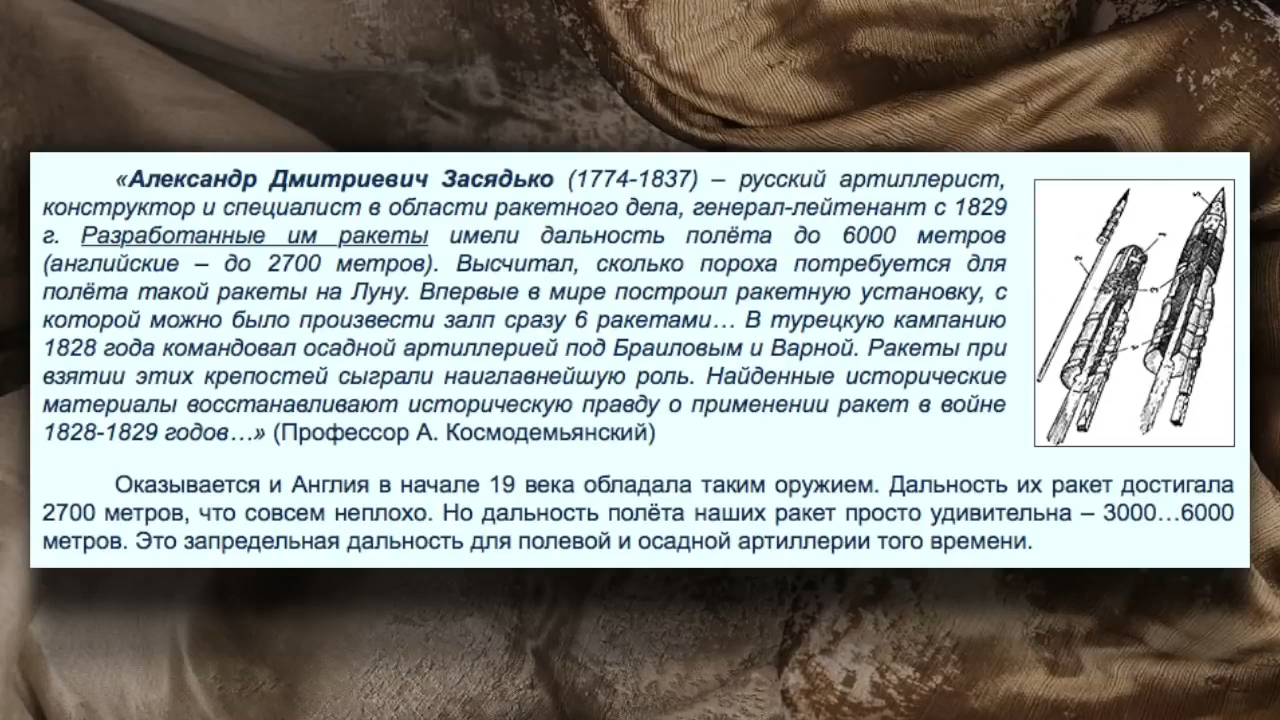 «Александр Дмитриевич Засядько (1774-1837) – русский артиллерист,
конструктор и специалист в области ракетного дела, генерал-лейтенант с 1829
г. Разработанные им ракеты имели дальность полёта до 6000 метров
(английские – до 2700 метров). Высчитал, сколько пороха потребуется для
полёта такой ракеты на Луну. Впервые в мире построил ракетную установку, с
которой можно было произвести залп сразу 6 ракетами… В турецкую кампанию
1828 года командовал осадной артиллерией под Браиловым и Варной. Ракеты при
взятии этих крепостей сыграли наиглавнейшую роль. Найденные исторические
материалы восстанавливают историческую правду о применении ракет в войне
1828-1829 годов…» (Профессор А. Космодемьянский)
Оказывается и Англия в начале 19 века обладала таким оружием. Дальность их ракет достигала
2700 метров, что совсем неплохо. Но дальность полёта наших ракет просто удивительна – 3000…6000
метров. Это запредельная дальность для полевой и осадной артиллерии того времени.